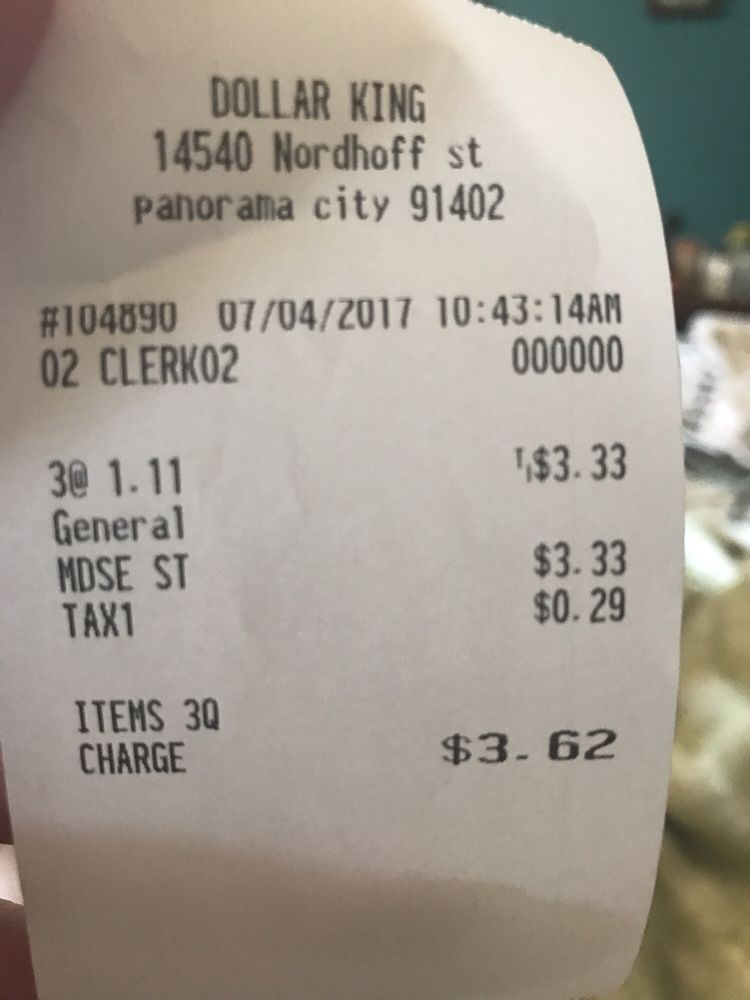 DOLLAR KING
14540 Nordhoff st
panorama city 91402
#104890 07/04/2017 10:43:14AM
02 CLERK02 000000
3@ 1.11 T1$3.33
General
MDSE ST $3.33
TAX1 $0.29
ITEMS 3Q
CHARGE $3.62